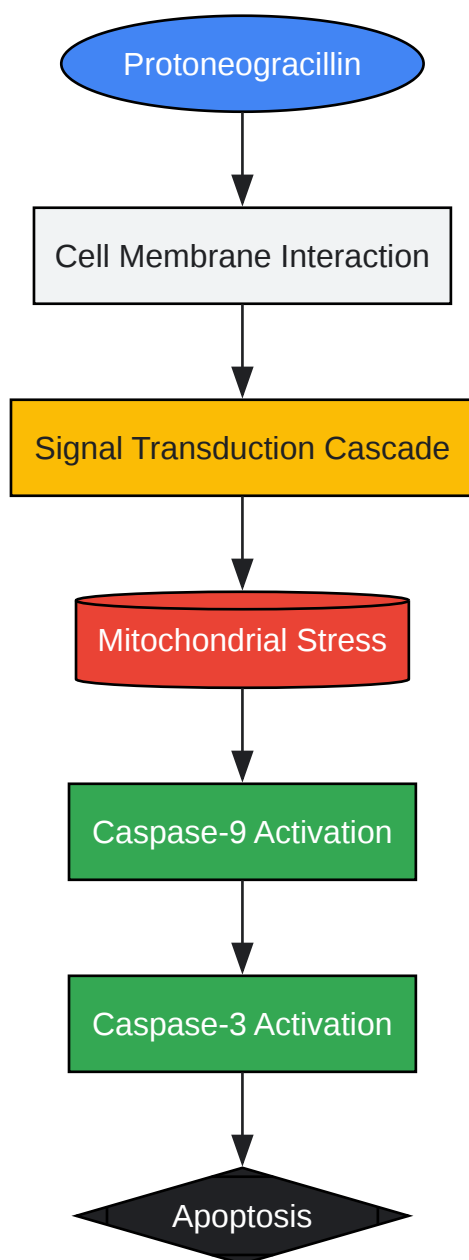 Protoneogracillin
Cell Membrane Interaction
Signal Transduction Cascade
Mitochondrial Stress
Caspase-9 Activation
Caspase-3 Activation
Apoptosis